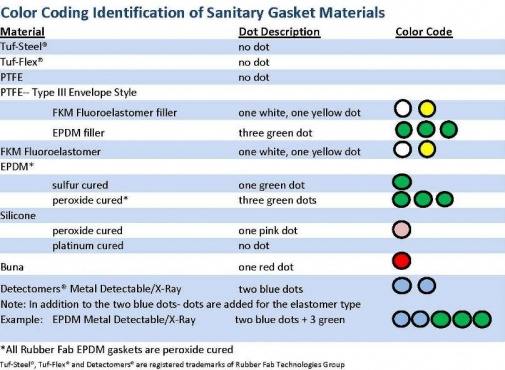 Color Coding Identification of Sanitary Gasket Materials
Material Dot Description Color Code
Tuf-Steel® no dot
Tuf-Flex® no dot
PTFE no dot
PTFE-- Type III Envelope Style
FKM Fluoroelastomer filler one white, one yellow dot
EPDM filler three green dot
FKM Fluoroelastomer one white, one yellow dot
EPDM*
sulfur cured one green dot
peroxide cured* three green dots
Silicone
peroxide cured one pink dot
platinum cured no dot
Buna one red dot
Detectomers® Metal Detectable/X-Ray two blue dots
Note: In addition to the two blue dots- dots are added for the elastomer type
Example: EPDM Metal Detectable/X-Ray two blue dots + 3 green
*All Rubber Fab EPDM gaskets are peroxide cured
Tuf-Steel®, Tuf-Flex® and Detectomers® are registered trademarks of Rubber Fab Technologies Group